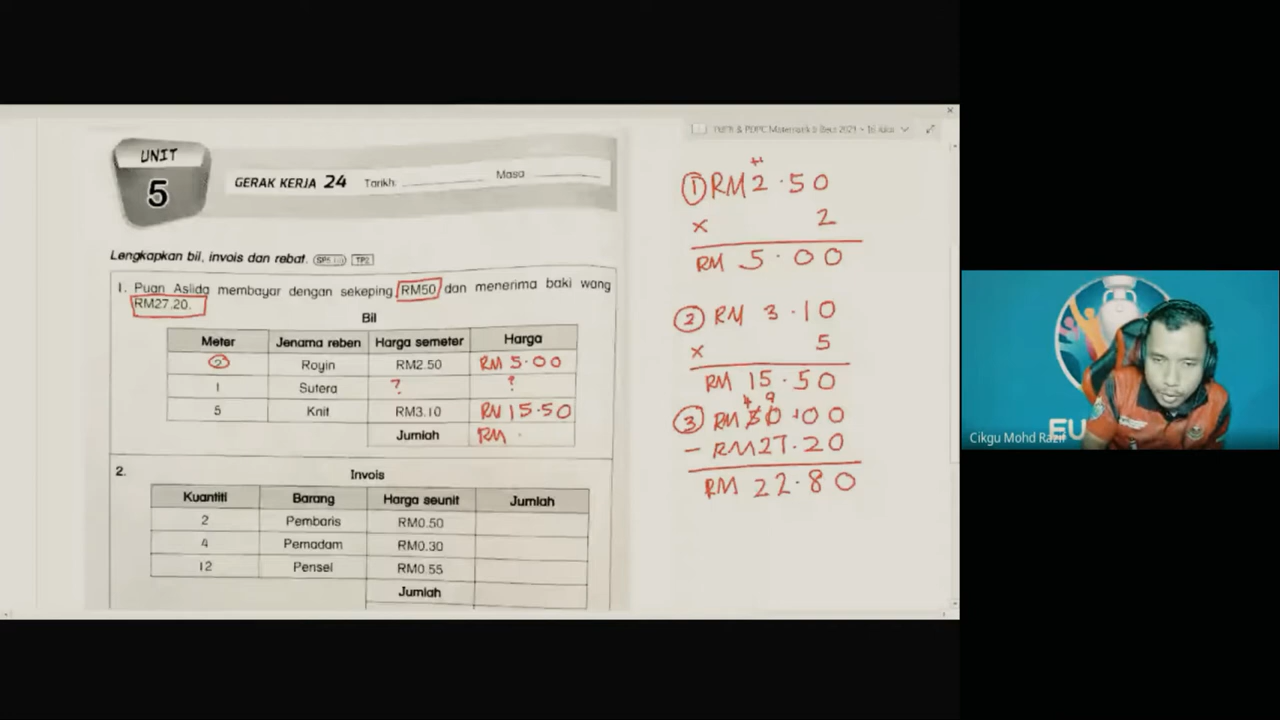 UNIT
5
GERAK KERJA 24 Tarikh: Masa
Lengkapkan bil, invois dan rebat. TP2
1. Puan Aslida membayar dengan sekeping RM50 dan menerima baki wang
RM27.20.
Bil
Meter Jenama reben Harga semeter Harga
2 Royin RM2.50 RM 5.00
1 Sutera ? ?
5 Knit RM3.10 RM 15.50
Jumlah RM .
2.
Invois
Kuantiti Barang Harga seunit Jumlah
2 Pembaris RM0.50
4 Pemadam RM0.30
12 Pensel RM0.55
Jumlah
① RM2.50
× 2
RM 5.00
② RM 3.10
× 5
RM 15.50
4 9
③ RM 50.00
- RM27.20
RM 22.80
EU
Cikgu Mohd Razif